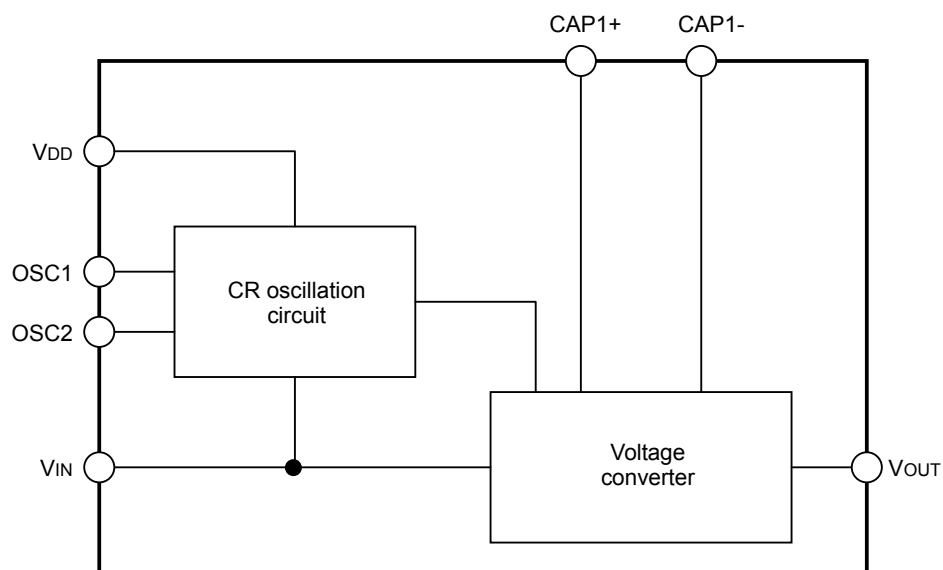 CAP1+
CAP1-
VDD
OSC1
OSC2
CR oscillation
circuit
VIN
Voltage
converter
VOUT